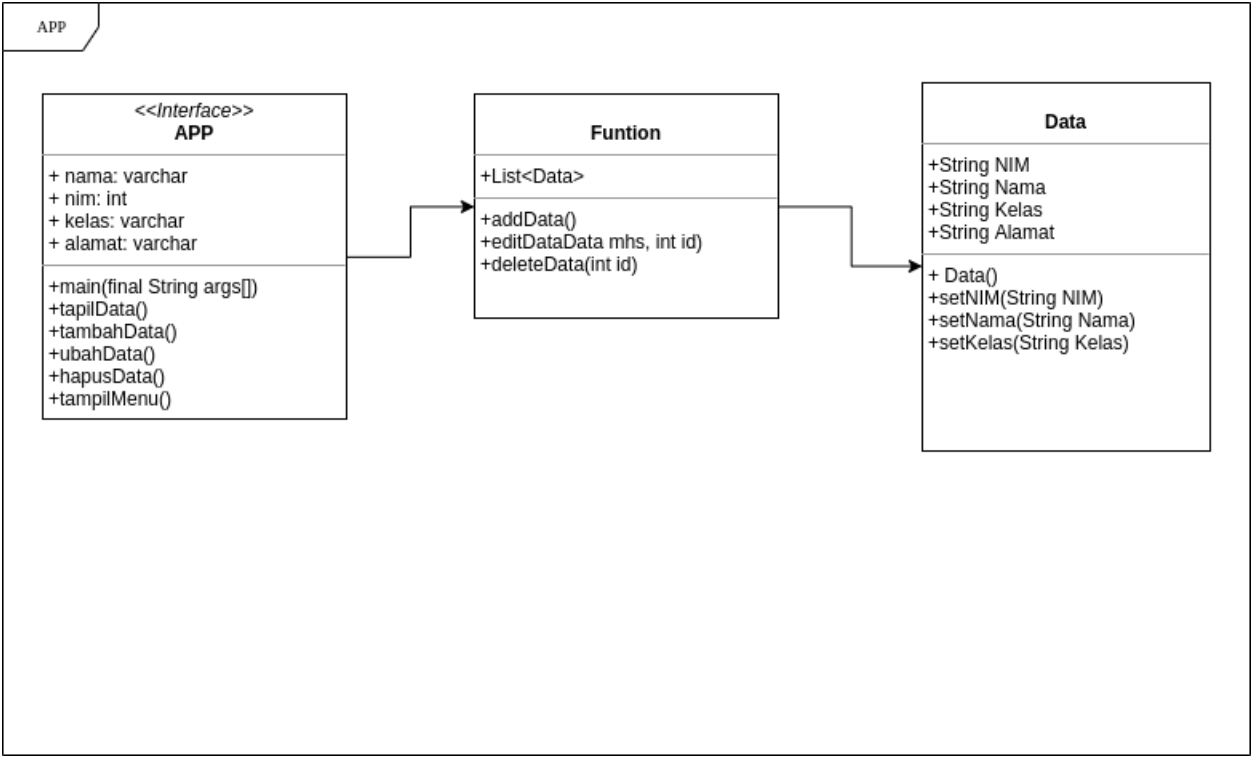 APP
<<Interface>>
APP
+ nama: varchar
+ nim: int
+ kelas: varchar
+ alamat: varchar
+main(final String args[])
+tapilData()
+tambahData()
+ubahData()
+hapusData()
+tampilMenu()
Funtion
+List<Data>
+addData()
+editDataData mhs, int id)
+deleteData(int id)
Data
+String NIM
+String Nama
+String Kelas
+String Alamat
+ Data()
+setNIM(String NIM)
+setNama(String Nama)
+setKelas(String Kelas)